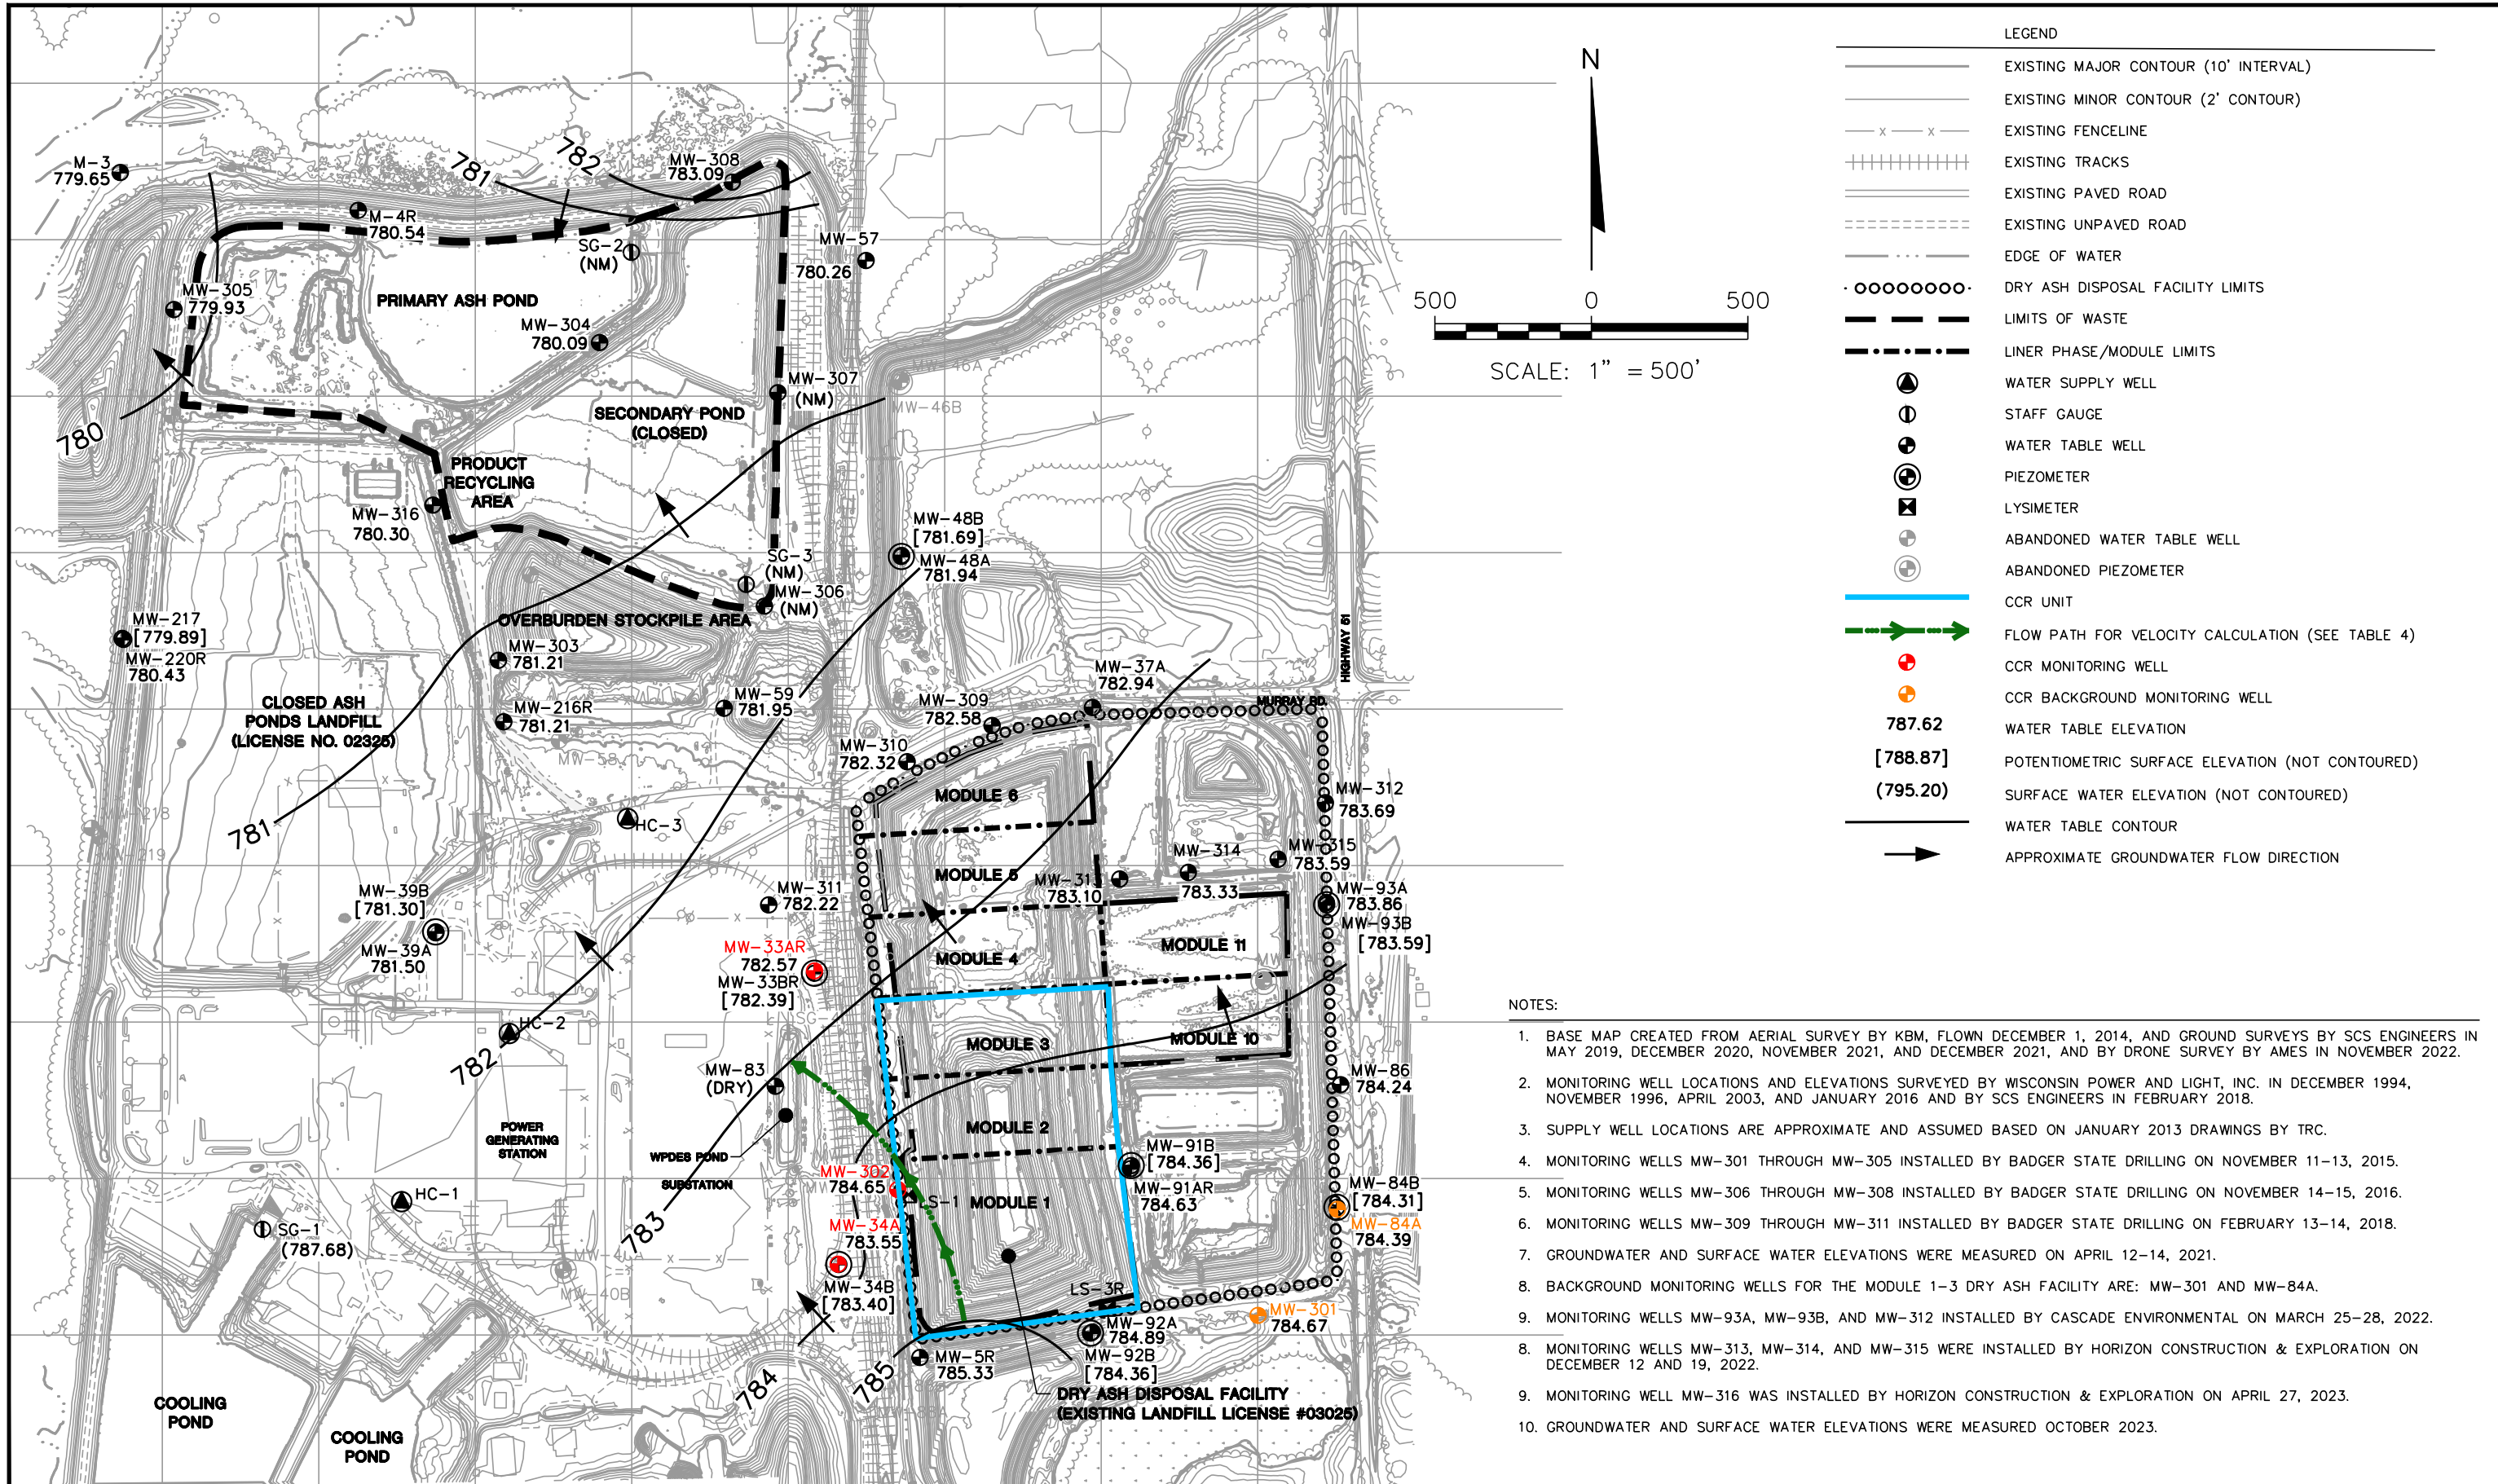 781
782
MW-308
783.09
M-3
779.65
M-4R
780.54
SG-2
(NM)
MW-57
780.26
MW-305
779.93
PRIMARY ASH POND
MW-304
780.09
MW-307
(NM)
MW-46A
MW-46B
SECONDARY POND
(CLOSED)
780
PRODUCT
RECYCLING
AREA
MW-316
780.30
MW-48B
[781.69]
MW-48A
781.94
SG-3
(NM)
MW-306
(NM)
OVERBURDEN STOCKPILE AREA
MW-217
[779.89]
MW-220R
780.43
MW-303
781.21
MW-216R
781.21
MW-59
781.95
MW-37A
782.94
MW-309
782.58
MURRAY RD.
HIGHWAY 51
CLOSED ASH
PONDS LANDFILL
(LICENSE NO. 02325)
MW-310
782.32
MODULE 6
MW-312
783.69
HC-3
781
MODULE 5
MW-313
783.10
MW-314
783.33
MW-315
783.59
MW-39B
[781.30]
MW-39A
781.50
MW-311
782.22
MW-93A
783.86
MW-93B
[783.59]
MW-33AR
782.57
MW-33BR
[782.39]
MODULE 4
MODULE 11
HC-2
782
MODULE 3
MODULE 10
MW-83
(DRY)
MW-86
784.24
POWER
GENERATING
STATION
WPDES POND
SUBSTATION
MODULE 2
MW-91B
[784.36]
MW-91AR
784.63
MW-302
784.65
LS-1
MODULE 1
HC-1
SG-1
(787.68)
783
MW-34A
783.55
MW-34B
[783.40]
MW-84B
[784.31]
MW-84A
784.39
MW-40B
LS-3R
MW-301
784.67
MW-92A
784.89
MW-92B
[784.36]
MW-5R
785.33
784
785
DRY ASH DISPOSAL FACILITY
(EXISTING LANDFILL LICENSE #03025)
COOLING
POND
COOLING
POND
N
500 0 500
SCALE: 1" = 500'
LEGEND
EXISTING MAJOR CONTOUR (10' INTERVAL)
EXISTING MINOR CONTOUR (2' CONTOUR)
EXISTING FENCELINE
EXISTING TRACKS
EXISTING PAVED ROAD
EXISTING UNPAVED ROAD
EDGE OF WATER
DRY ASH DISPOSAL FACILITY LIMITS
LIMITS OF WASTE
LINER PHASE/MODULE LIMITS
WATER SUPPLY WELL
STAFF GAUGE
WATER TABLE WELL
PIEZOMETER
LYSIMETER
ABANDONED WATER TABLE WELL
ABANDONED PIEZOMETER
CCR UNIT
FLOW PATH FOR VELOCITY CALCULATION (SEE TABLE 4)
CCR MONITORING WELL
CCR BACKGROUND MONITORING WELL
787.62 WATER TABLE ELEVATION
[788.87] POTENTIOMETRIC SURFACE ELEVATION (NOT CONTOURED)
(795.20) SURFACE WATER ELEVATION (NOT CONTOURED)
WATER TABLE CONTOUR
APPROXIMATE GROUNDWATER FLOW DIRECTION
NOTES:
1. BASE MAP CREATED FROM AERIAL SURVEY BY KBM, FLOWN DECEMBER 1, 2014, AND GROUND SURVEYS BY SCS ENGINEERS IN
MAY 2019, DECEMBER 2020, NOVEMBER 2021, AND DECEMBER 2021, AND BY DRONE SURVEY BY AMES IN NOVEMBER 2022.
2. MONITORING WELL LOCATIONS AND ELEVATIONS SURVEYED BY WISCONSIN POWER AND LIGHT, INC. IN DECEMBER 1994,
NOVEMBER 1996, APRIL 2003, AND JANUARY 2016 AND BY SCS ENGINEERS IN FEBRUARY 2018.
3. SUPPLY WELL LOCATIONS ARE APPROXIMATE AND ASSUMED BASED ON JANUARY 2013 DRAWINGS BY TRC.
4. MONITORING WELLS MW-301 THROUGH MW-305 INSTALLED BY BADGER STATE DRILLING ON NOVEMBER 11-13, 2015.
5. MONITORING WELLS MW-306 THROUGH MW-308 INSTALLED BY BADGER STATE DRILLING ON NOVEMBER 14-15, 2016.
6. MONITORING WELLS MW-309 THROUGH MW-311 INSTALLED BY BADGER STATE DRILLING ON FEBRUARY 13-14, 2018.
7. GROUNDWATER AND SURFACE WATER ELEVATIONS WERE MEASURED ON APRIL 12-14, 2021.
8. BACKGROUND MONITORING WELLS FOR THE MODULE 1-3 DRY ASH FACILITY ARE: MW-301 AND MW-84A.
9. MONITORING WELLS MW-93A, MW-93B, AND MW-312 INSTALLED BY CASCADE ENVIRONMENTAL ON MARCH 25-28, 2022.
8. MONITORING WELLS MW-313, MW-314, AND MW-315 WERE INSTALLED BY HORIZON CONSTRUCTION & EXPLORATION ON
DECEMBER 12 AND 19, 2022.
9. MONITORING WELL MW-316 WAS INSTALLED BY HORIZON CONSTRUCTION & EXPLORATION ON APRIL 27, 2023.
10. GROUNDWATER AND SURFACE WATER ELEVATIONS WERE MEASURED OCTOBER 2023.